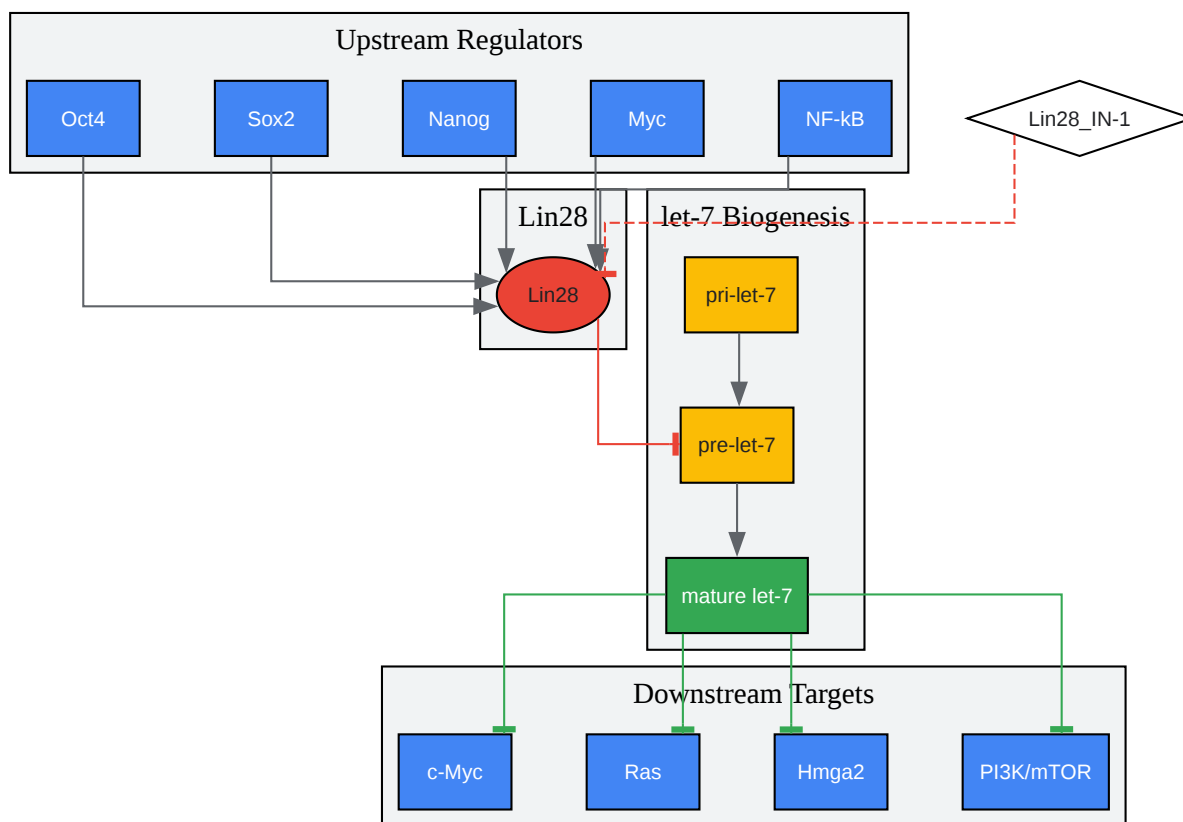 Upstream Regulators
Oct4
Sox2
Nanog
Myc
NF-kB
Lin28_IN-1
Lin28
let-7 Biogenesis
Lin28
pri-let-7
pre-let-7
mature let-7
Downstream Targets
c-Myc
Ras
Hmga2
PI3K/mTOR